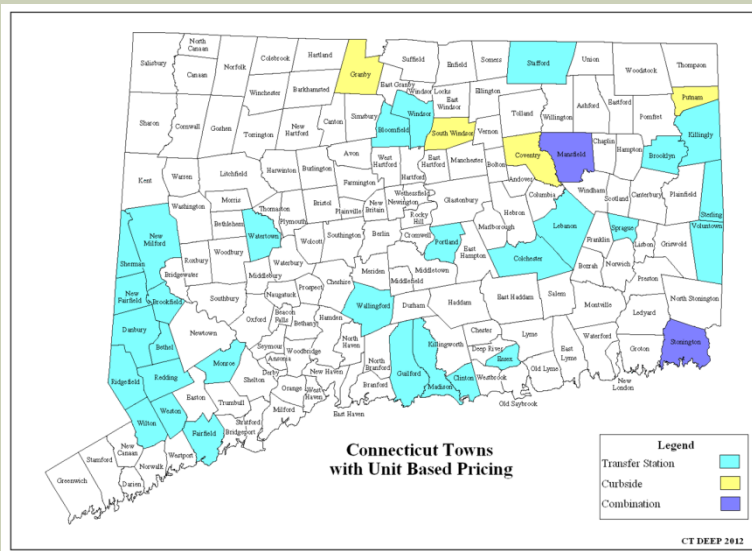 North
Canaan
Salisbury
Canaan
Norfolk
Colebrook
Hartland
Granby
Suffield
Enfield
Somers
Stafford
Union
Woodstock
Thompson
East Granby
Windsor Locks
East
Windsor
Ellington
Winchester
Barkhamsted
Putnam
Sharon
Cornwall
Goshen
Torrington
New
Hartford
Canton
Simsbury
Bloomfield
Windsor
South Windsor
Vernon
Tolland
Willington
Ashford
Eastford
Pomfret
Killingly
Kent
Warren
Litchfield
Harwinton
Burlington
Avon
West
Hartford
Hartford
East
Hartford
Manchester
Bolton
Coventry
Andover
Mansfield
Chaplin
Hampton
Brooklyn
Farmington
Wethersfield
Newington
New
Britain
Plainville
Bristol
Rocky
Hill
Glastonbury
Hebron
Columbia
Windham
Scotland
Canterbury
Plainfield
Sterling
Washington
Morris
Bethlehem
Thomaston
Plymouth
Watertown
Wolcott
Southington
Berlin
Cromwell
Portland
East
Hampton
Marlborough
Colchester
Lebanon
Franklin
Sprague
Lisbon
Griswold
Voluntown
New
Milford
Sherman
Roxbury
Bridgewater
Woodbury
Waterbury
Middlebury
Southbury
Naugatuck
Prospect
Cheshire
Meriden
Middletown
Middlefield
Bozrah
Norwich
Preston
North Stonington
New
Fairfield
Brookfield
Danbury
Bethel
Newtown
Oxford
Beacon
Falls
Bethany
Hamden
Wallingford
Durham
Haddam
East Haddam
Salem
Montville
Ledyard
Seymour
Ansonia
Derby
Woodbridge
North
Haven
Killingworth
Chester
Deep River
Essex
Lyme
East
Lyme
Waterford
Groton
Stonington
Ridgefield
Redding
Monroe
Shelton
Orange
New Haven
West
Haven
North
Branford
Branford
Guilford
Madison
Clinton
Westbrook
Old Lyme
New
London
Easton
Trumbull
Milford
East Haven
Old Saybrook
Wilton
Weston
Fairfield
Stratford
Bridgeport
New
Canaan
Stamford
Greenwich
Darien
Norwalk
Westport
Connecticut Towns
with Unit Based Pricing
Legend
Transfer Station
Curbside
Combination
CT DEEP 2012